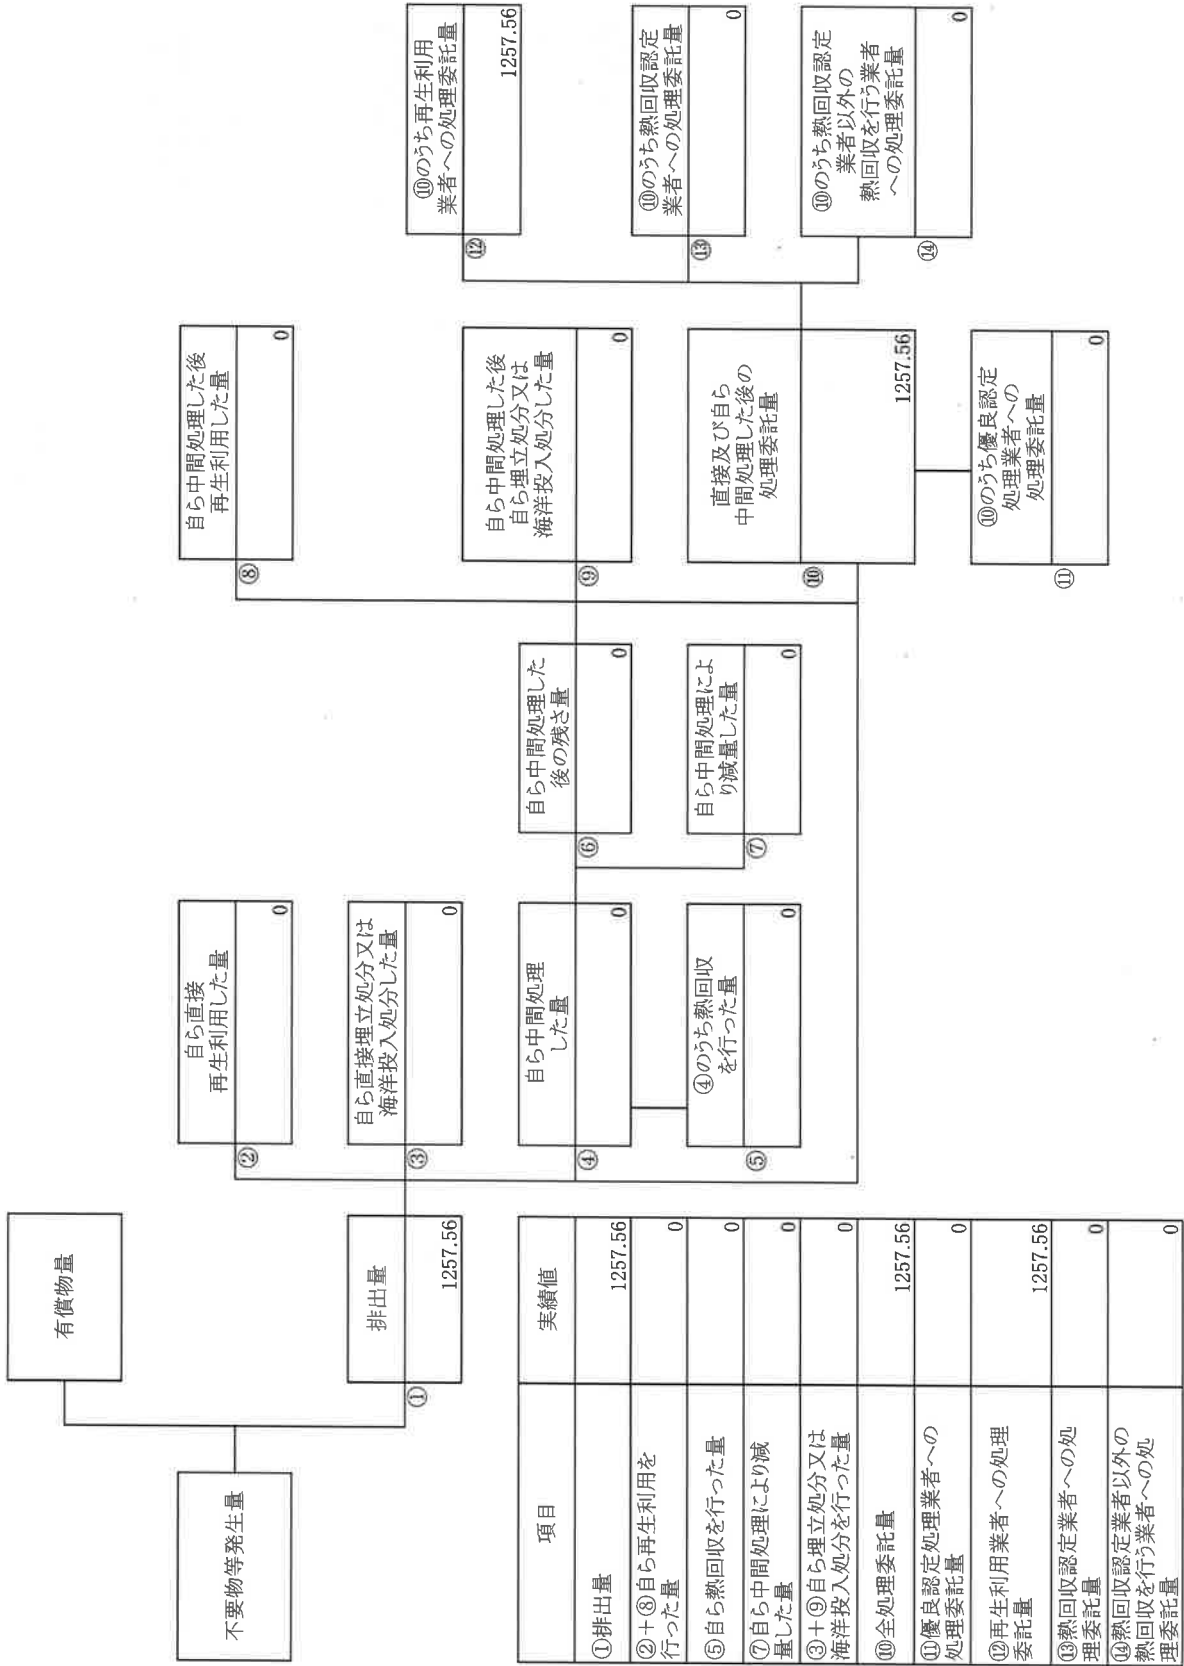 不要物等発生量
有償物量
①
排出量
1257.56
②
自ら直接
再生利用した量
0
③
自ら直接埋立処分又は
海洋投入処分した量
0
④
自ら中間処理
した量
0
⑤
④のうち熱回収
を行った量
0
⑥
自ら中間処理した
後の残さ量
0
⑦
自ら中間処理によ
り減量した量
0
⑧
自ら中間処理した後
再生利用した量
0
⑨
自ら中間処理した後
自ら埋立処分又は
海洋投入処分した量
0
⑩
直接及び自ら
中間処理した後の
処理委託量
1257.56
⑪
⑩のうち優良認定
処理業者への
処理委託量
0
⑫
⑩のうち再生利用
業者への処理委託量
1257.56
⑬
⑩のうち熱回収認定
業者への処理委託量
0
⑭
⑩のうち熱回収認定
業者以外の
熱回収を行う業者
への処理委託量
0
項目 実績値
①排出量 1257.56
②+⑧自ら再生利用を
行った量 0
⑤自ら熱回収を行った量 0
⑦自ら中間処理により減
量した量 0
③+⑨自ら埋立処分又は
海洋投入処分を行った量 0
⑩全処理委託量 1257.56
⑪優良認定処理業者への
処理委託量 0
⑫再生利用業者への処理
委託量 1257.56
⑬熱回収認定業者への処
理委託量 0
⑭熱回収認定業者以外の
熱回収を行う業者への処
理委託量 0